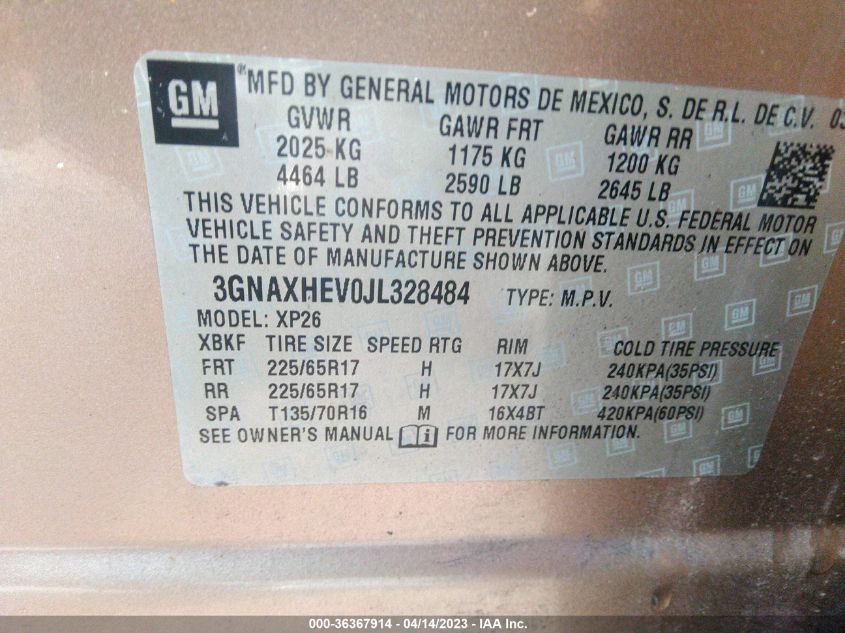 GM MFD BY GENERAL MOTORS DE MEXICO, S. DE R.L. DE C.V.
GVWR GAWR FRT GAWR RR
2025 KG 1175 KG 1200 KG
4464 LB 2590 LB 2645 LB
THIS VEHICLE CONFORMS TO ALL APPLICABLE U.S. FEDERAL MOTOR
VEHICLE SAFETY AND THEFT PREVENTION STANDARDS IN EFFECT ON
THE DATE OF MANUFACTURE SHOWN ABOVE.
3GNAXHEV0JL328484 TYPE: M.P.V.
MODEL: XP26
XBKF TIRE SIZE SPEED RTG RIM COLD TIRE PRESSURE
FRT 225/65R17 H 17X7J 240KPA(35PSI)
RR 225/65R17 H 17X7J 240KPA(35PSI)
SPA T135/70R16 M 16X4BT 420KPA(60PSI)
SEE OWNER'S MANUAL FOR MORE INFORMATION.
000-36367914 - 04/14/2023 - IAAI.com